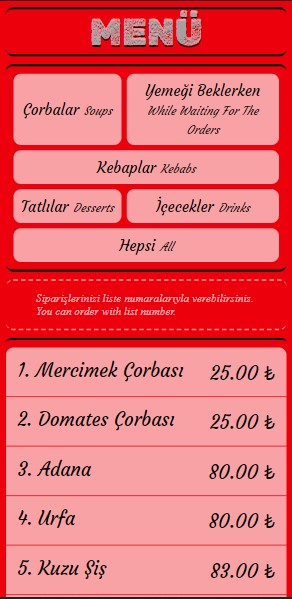 MENÜ
Çorbalar Soups
Yemeği Beklerken
While Waiting For The
Orders
Kebaplar Kebabs
Tatlılar Desserts
İçecekler Drinks
Hepsi All
Siparişlerinizi liste numaralarıyla verebilirsiniz.
You can order with list number.
1. Mercimek Çorbası 25.00 ₺
2. Domates Çorbası 25.00 ₺
3. Adana 80.00 ₺
4. Urfa 80.00 ₺
5. Kuzu Şiş 83.00 ₺